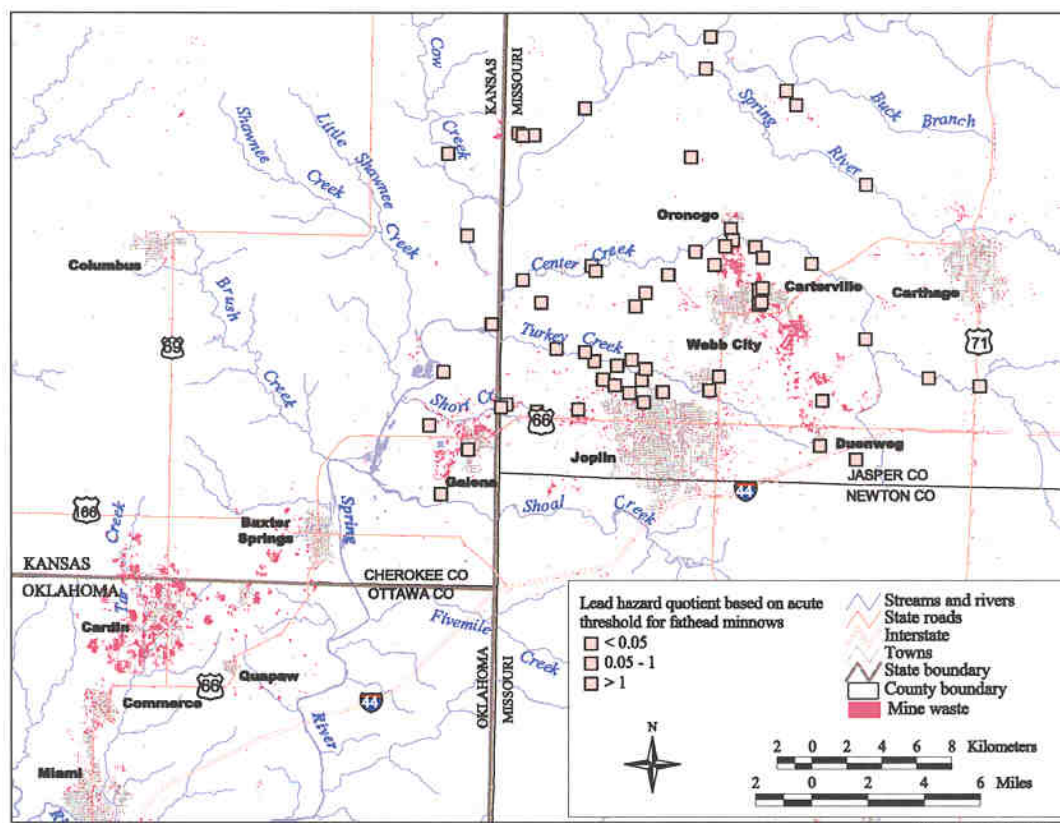 Cow
Creek
KANSAS
MISSOURI
Shawnee
Creek
Little
Shawnee
Creek
Spring
River
Buck
Branch
Oronogo
Columbus
Center Creek
Carterville
Carthage
Brush
Creek
69
Turkey Creek
Webb City
71
Short Cr
66
Joplin
Duenweg
Galena
JASPER CO
NEWTON CO
44
Shoal
Creek
166
Creek
Tar
Baxter
Springs
Spring
River
KANSAS
OKLAHOMA
CHEROKEE CO
OTTAWA CO
Fivemile
Creek
Cardin
Quapaw
66
Commerce
44
OKLAHOMA
MISSOURI
Miami
Lead hazard quotient based on acute
threshold for fathead minnows
< 0.05
0.05 - 1
> 1
Streams and rivers
State roads
Interstate
Towns
State boundary
County boundary
Mine waste
N
2 0 2 4 6 8 Kilometers
2 0 2 4 6 Miles